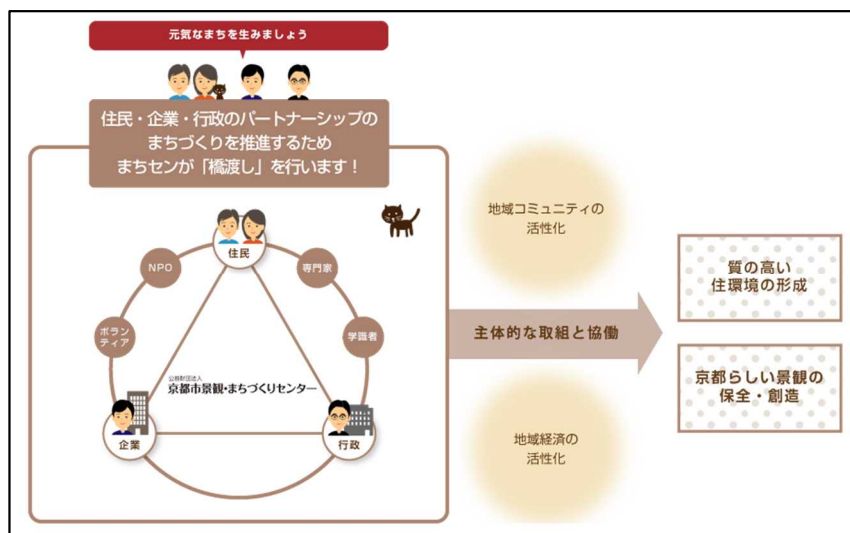 元気なまちを生みましょう
住民・企業・行政のパートナーシップの
まちづくりを推進するため
まちセンが「橋渡し」を行います！
住民
NPO
専門家
ボラン
ティア
学識者
公益財団法人
京都市景観・まちづくりセンター
企業
行政
地域コミュニティの
活性化
主体的な取組と協働
地域経済の
活性化
質の高い
住環境の形成
京都らしい景観の
保全・創造